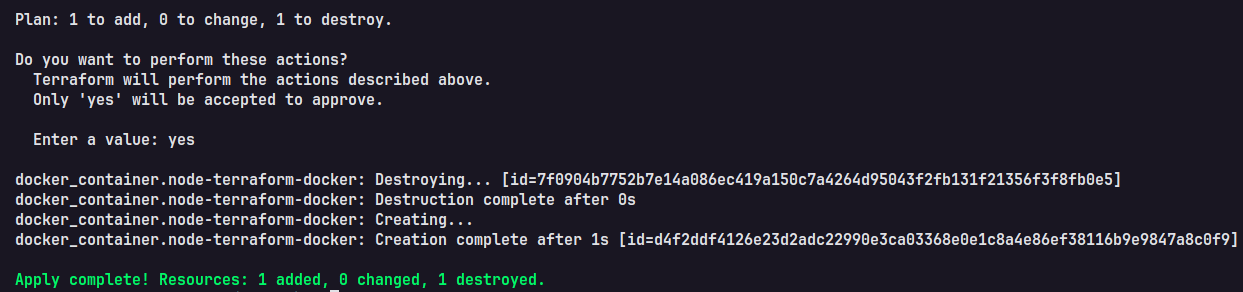 Plan: 1 to add, 0 to change, 1 to destroy.
Do you want to perform these actions?
Terraform will perform the actions described above.
Only 'yes' will be accepted to approve.
Enter a value: yes
docker_container.node-terraform-docker: Destroying... [id=7f0904b7752b7e14a086ec419a150c7a4264d95043f2fb131f21356f3f8fb0e5]
docker_container.node-terraform-docker: Destruction complete after 0s
docker_container.node-terraform-docker: Creating...
docker_container.node-terraform-docker: Creation complete after 1s [id=d4f2ddf4126e23d2adc22990e3ca03368e0e1c8a4e86ef38116b9e9847a8c0f9]
Apply complete! Resources: 1 added, 0 changed, 1 destroyed.